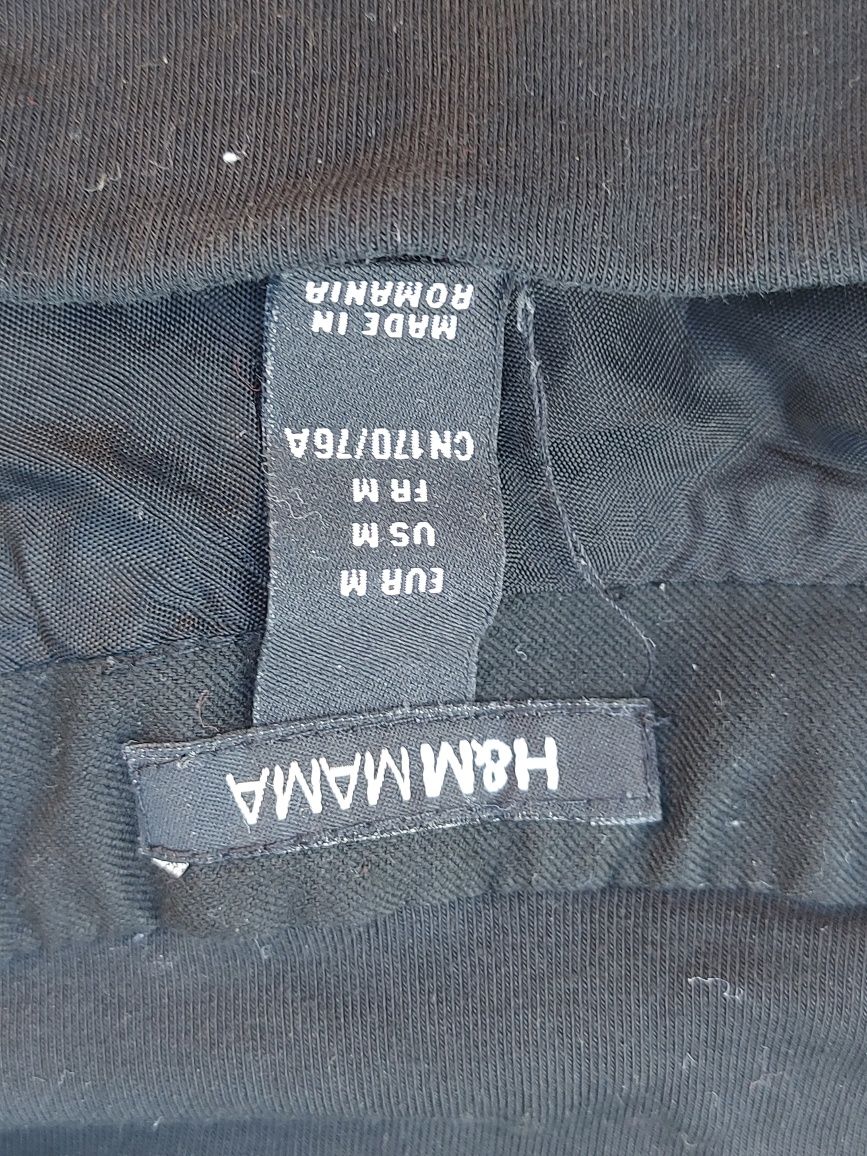 H&M MAMA
EUR M
US M
FR M
CN170/76A
MADE IN
ROMANIA